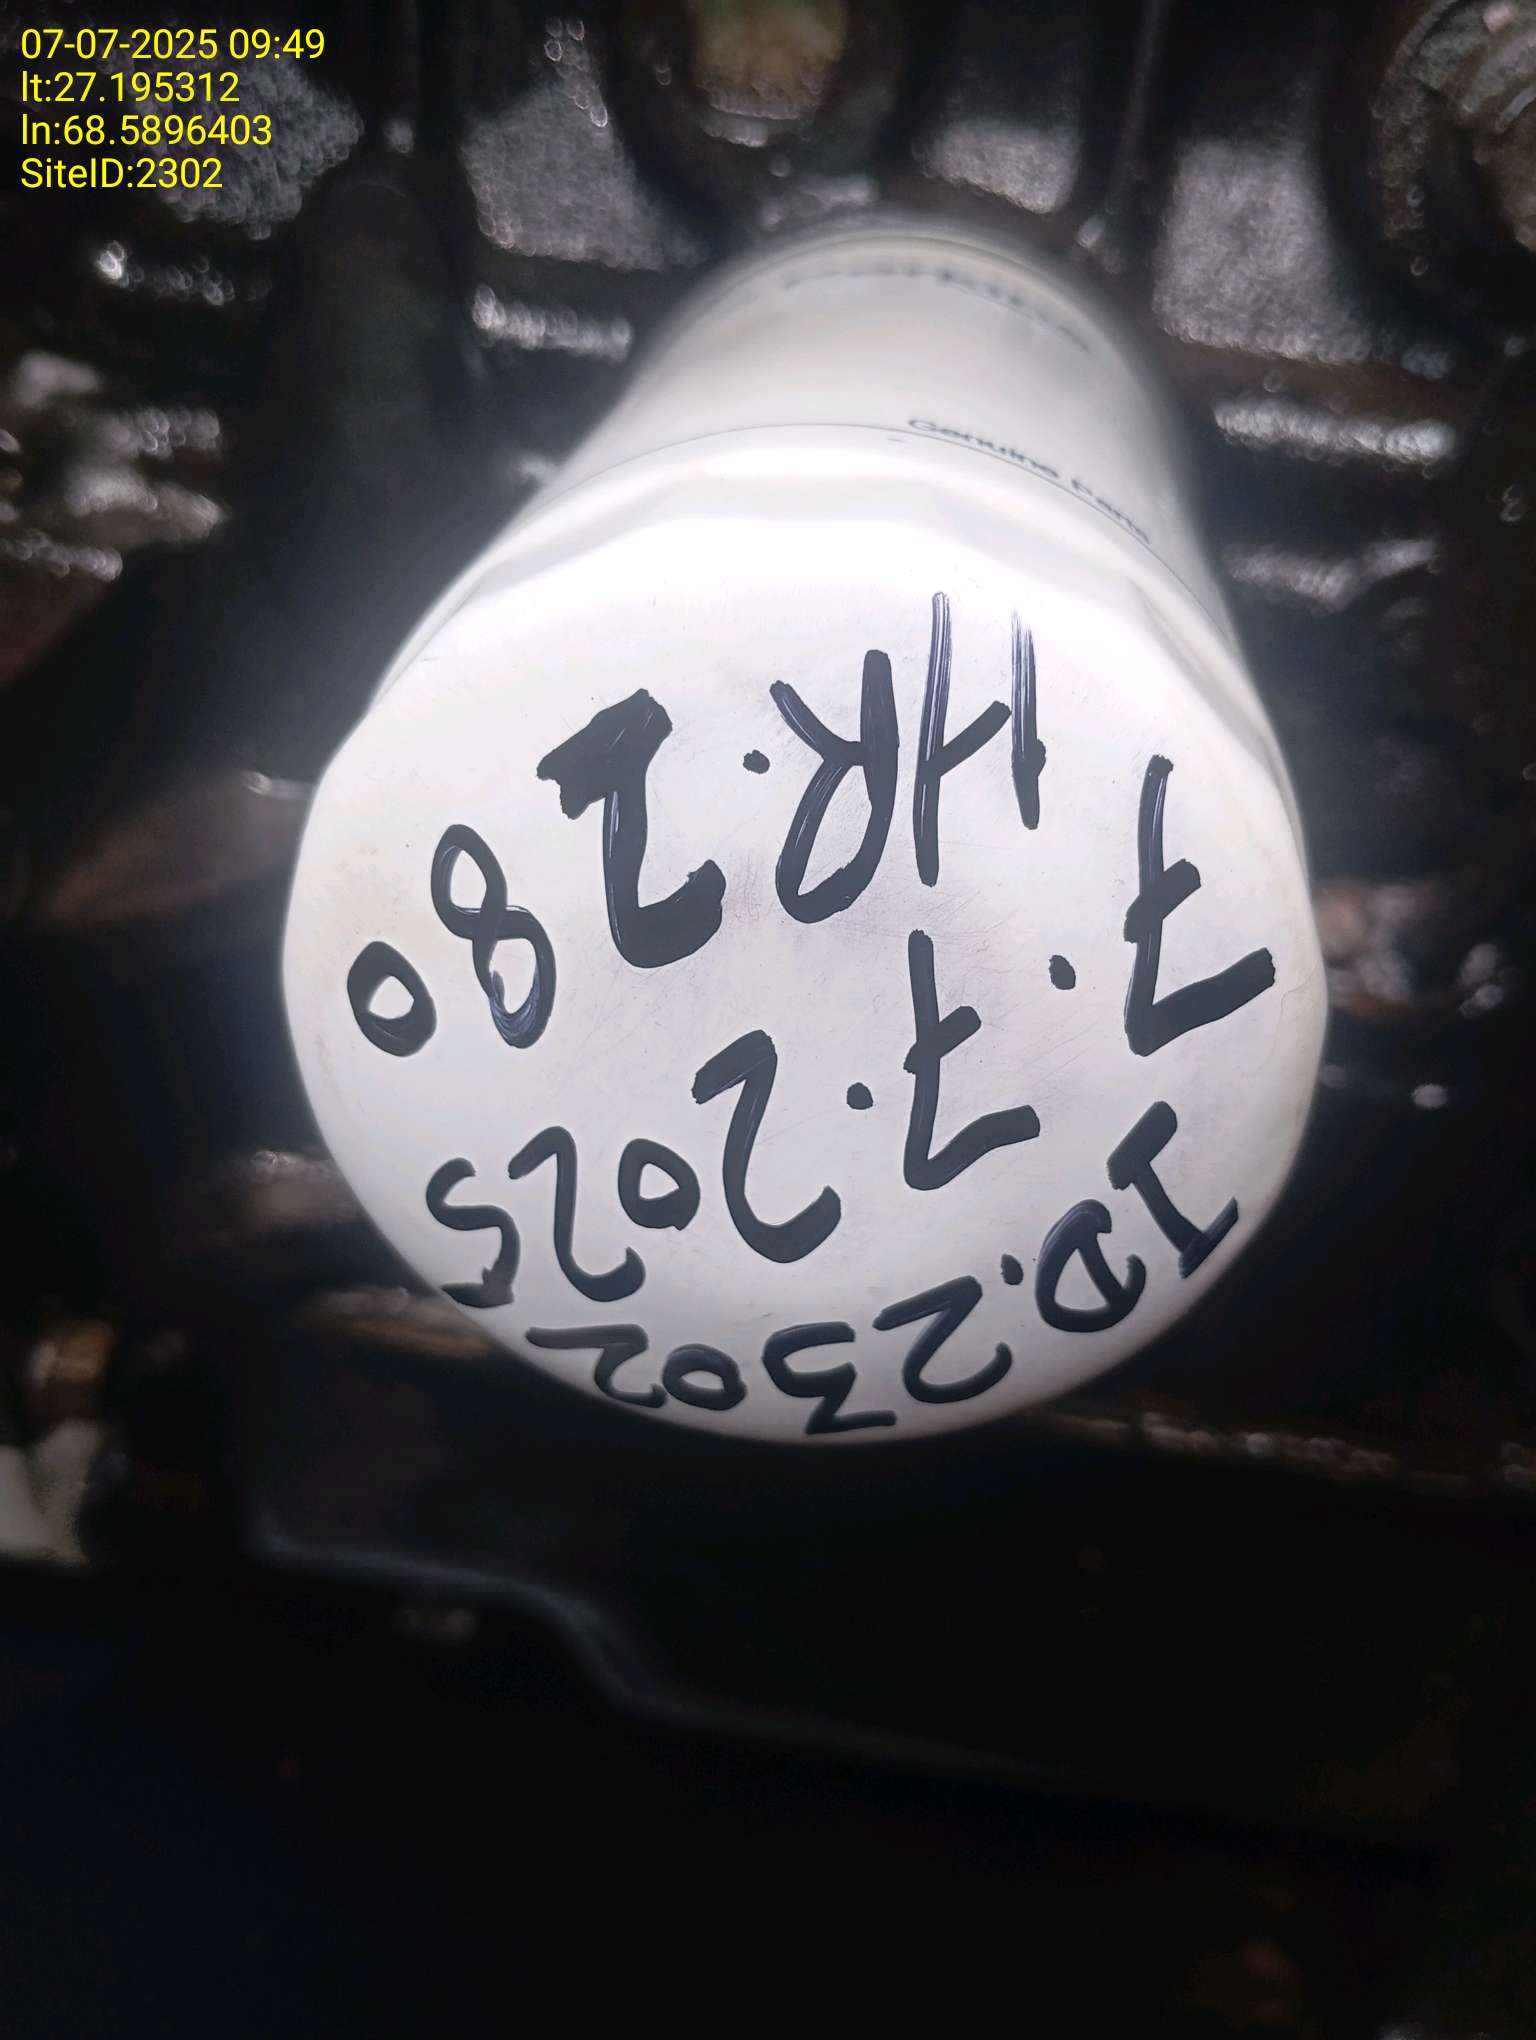 07-07-2025 09:49
lt:27.195312
ln:68.5896403
SiteID:2302
Genuine Parts
ID.2302
7.7.2025
HR.280